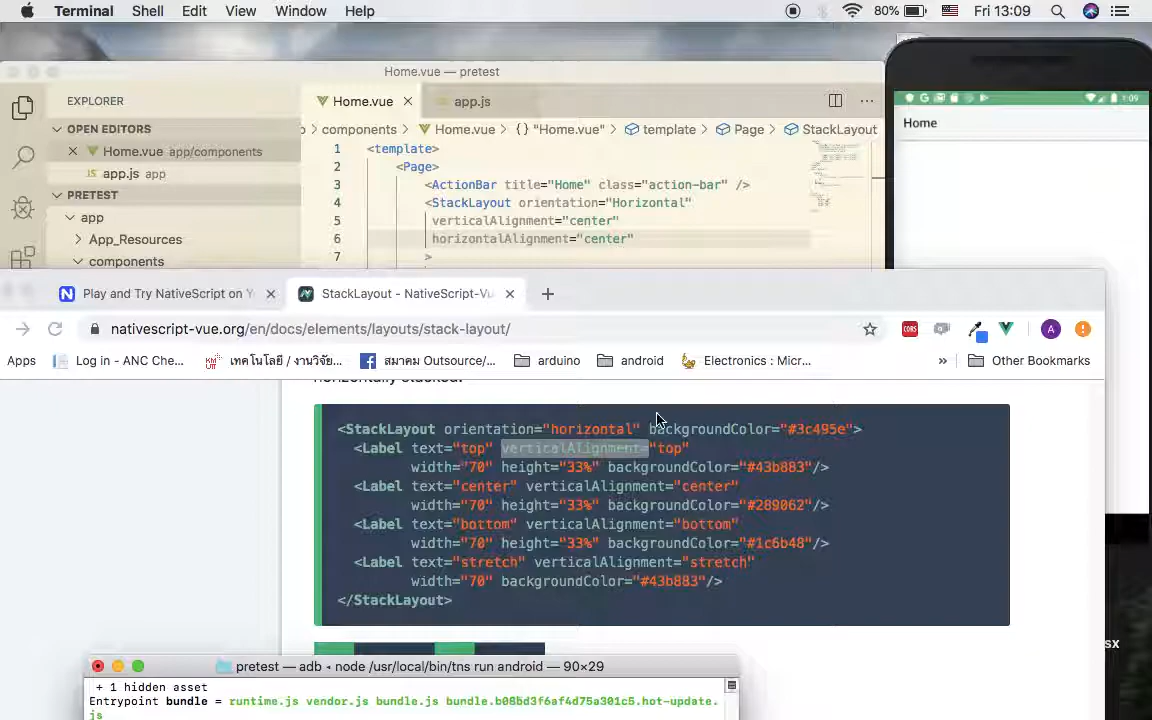 Terminal Shell Edit View Window Help 80% Fri 13:09
Home.vue — pretest
EXPLORER
Home.vue app.js
OPEN EDITORS
components Home.vue {} "Home.vue" template Page StackLayout
Home.vue app/components
app.js app
PRETEST
app
App_Resources
components
1 <template>
2 <Page>
3 <ActionBar title="Home" class="action-bar" />
4 <StackLayout orientation="Horizontal"
5 verticalAlignment="center"
6 horizontalAlignment="center"
7 >
1:09
Home
Play and Try NativeScript on Y StackLayout - NativeScript-Vu
nativescript-vue.org/en/docs/elements/layouts/stack-layout/
CORS A
Apps Log in - ANC Che... เทคโนโลยี / งานวิจัย... สมาคม Outsource/... arduino android Electronics : Micr... » Other Bookmarks
horizontally stacked.
<StackLayout orientation="horizontal" backgroundColor="#3c495e">
<Label text="top" verticalAlignment="top"
width="70" height="33%" backgroundColor="#43b883"/>
<Label text="center" verticalAlignment="center"
width="70" height="33%" backgroundColor="#289062"/>
<Label text="bottom" verticalAlignment="bottom"
width="70" height="33%" backgroundColor="#1c6b48"/>
<Label text="stretch" verticalAlignment="stretch"
width="70" backgroundColor="#43b883"/>
</StackLayout>
sx
pretest — adb ◂ node /usr/local/bin/tns run android — 90×29
+ 1 hidden asset
Entrypoint bundle = runtime.js vendor.js bundle.js bundle.b08bd3f6af4d75a301c5.hot-update.
js